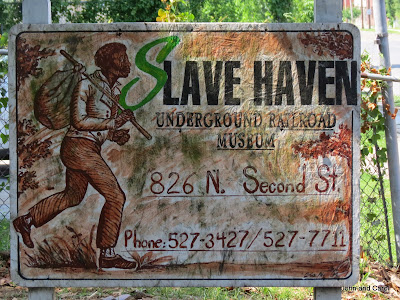 SLAVE HAVEN
UNDERGROUND RAILROAD
MUSEUM
826 N. Second St.
Phone: 527-3427/527-7711